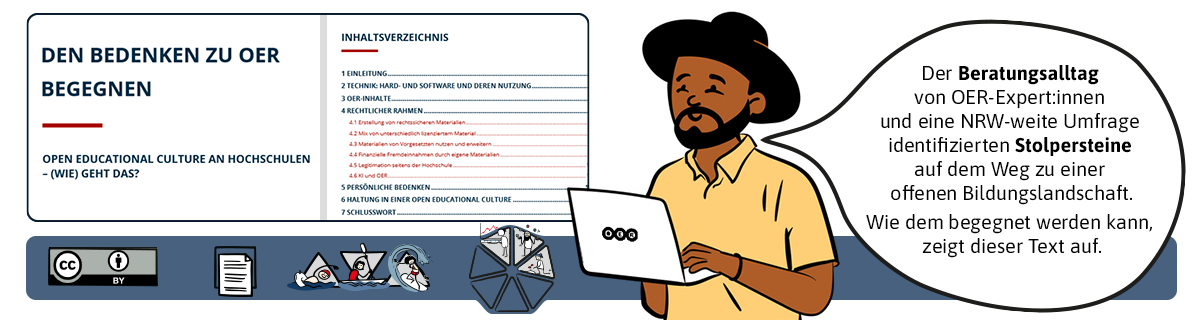 DEN BEDENKEN ZU OER
BEGEGNEN
OPEN EDUCATIONAL CULTURE AN HOCHSCHULEN
– (WIE) GEHT DAS?
INHALTSVERZEICHNIS
1 EINLEITUNG
2 TECHNIK: HARD- UND SOFTWARE UND DEREN NUTZUNG
3 OER-INHALTE
4 RECHTLICHER RAHMEN
4.1 Erstellung von rechtssicheren Materialien
4.2 Mix von unterschiedlich lizenziertem Material
4.3 Materialien von Vorgesetzten nutzen und erweitern
4.4 Finanzielle Fremdeinnahmen durch eigene Materialien
4.5 Legitimation seitens der Hochschule
4.6 KI und OER
5 PERSÖNLICHE BEDENKEN
6 HALTUNG IN EINER OPEN EDUCATIONAL CULTURE
7 SCHLUSSWORT
cc
BY
OER
Der Beratungsalltag
von OER-Expert:innen
und eine NRW-weite Umfrage
identifizierten Stolpersteine
auf dem Weg zu einer
offenen Bildungslandschaft.
Wie dem begegnet werden kann,
zeigt dieser Text auf.